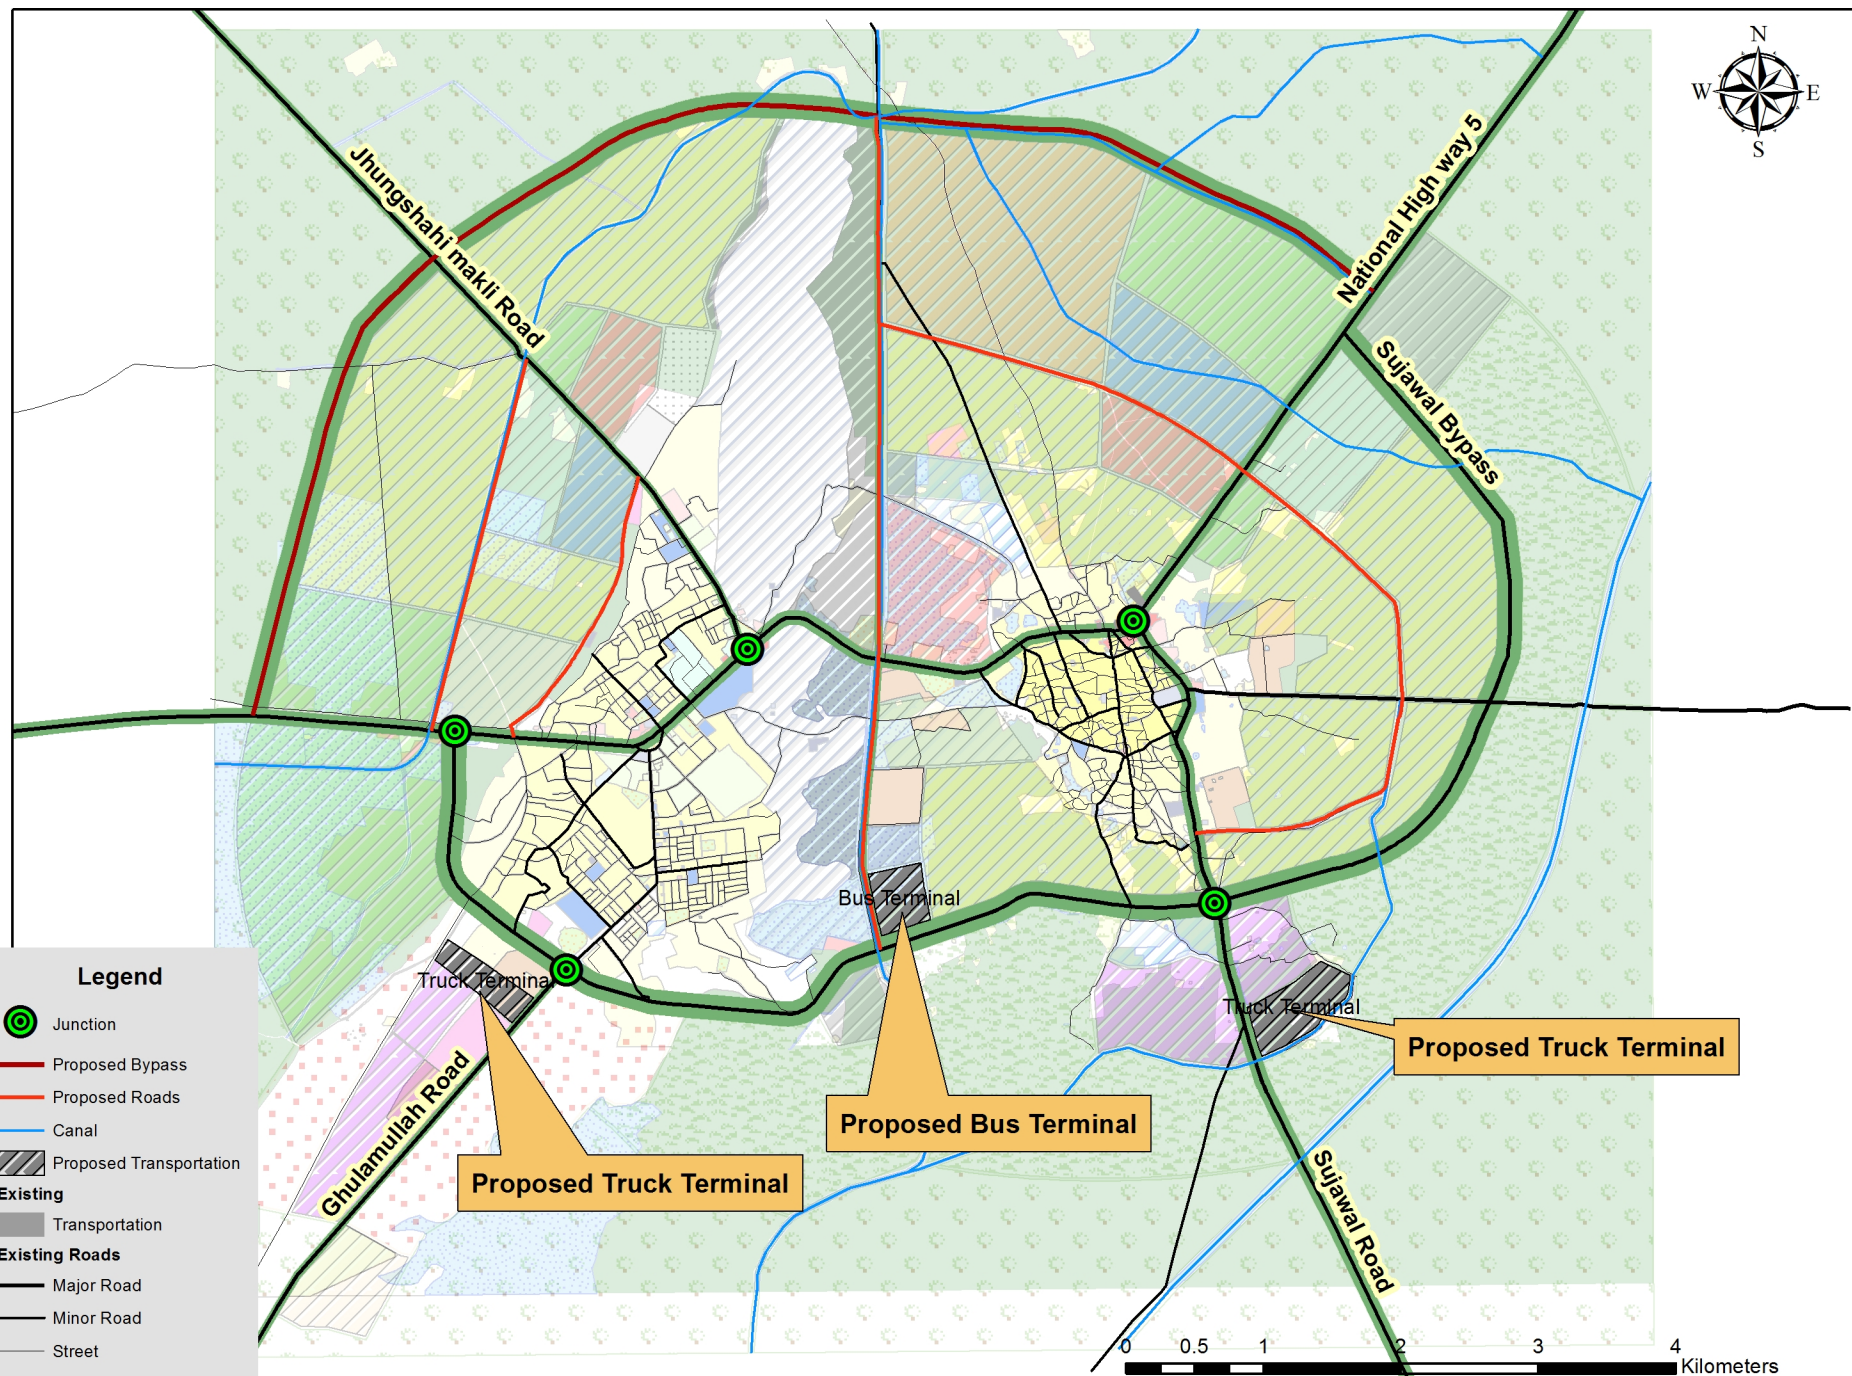 N
W
E
S
Jhungshahi makli Road
National High way 5
Sujawal Bypass
Bus Terminal
Truck Terminal
Truck Terminal
Proposed Truck Terminal
Proposed Bus Terminal
Proposed Truck Terminal
Ghulamullah Road
Sujawal Road
Legend
Junction
Proposed Bypass
Proposed Roads
Canal
Proposed Transportation
Existing
Transportation
Existing Roads
Major Road
Minor Road
Street
0 0.5 1 2 3 4
Kilometers